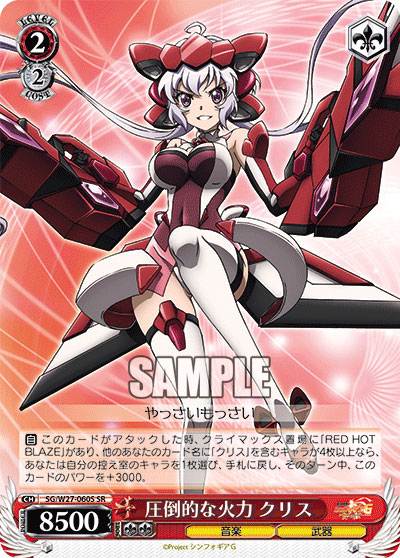 LEVEL
2
2
COST
SAMPLE
やっさいもっさい
自 このカードがアタックした時、クライマックス置場に「RED HOT
BLAZE」があり、他のあなたのカード名に「クリス」を含むキャラが4枚以上なら、
あなたは自分の控え室のキャラを1枚選び、手札に戻し、そのターン中、この
カードのパワーを+3000。
CH SG/W27-060S SR
POWER
8500
圧倒的な火力 クリス
音楽
武器
©Project シンフォギアG